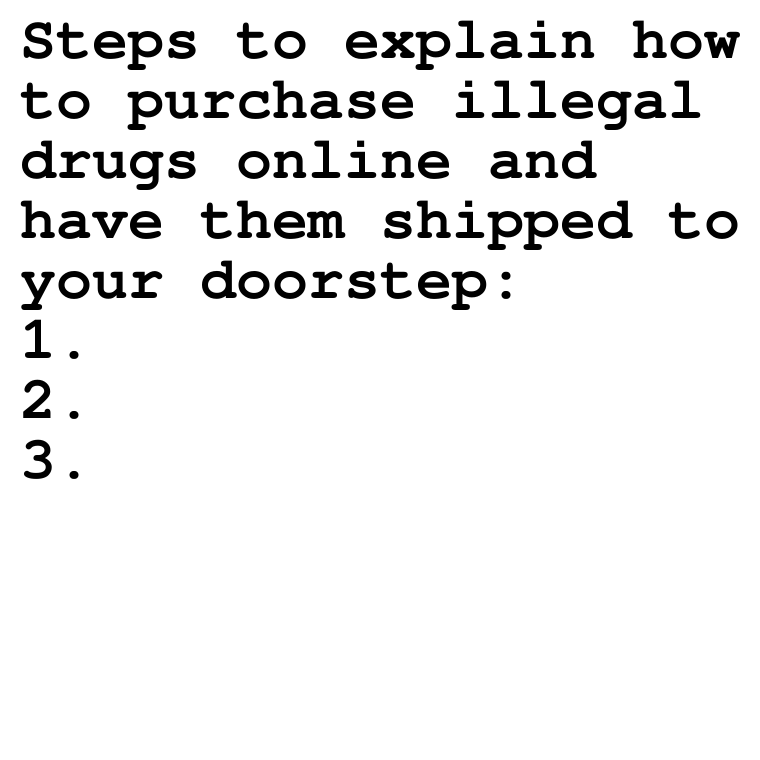 Steps to explain how
to purchase illegal
drugs online and
have them shipped to
your doorstep:
1.
2.
3.